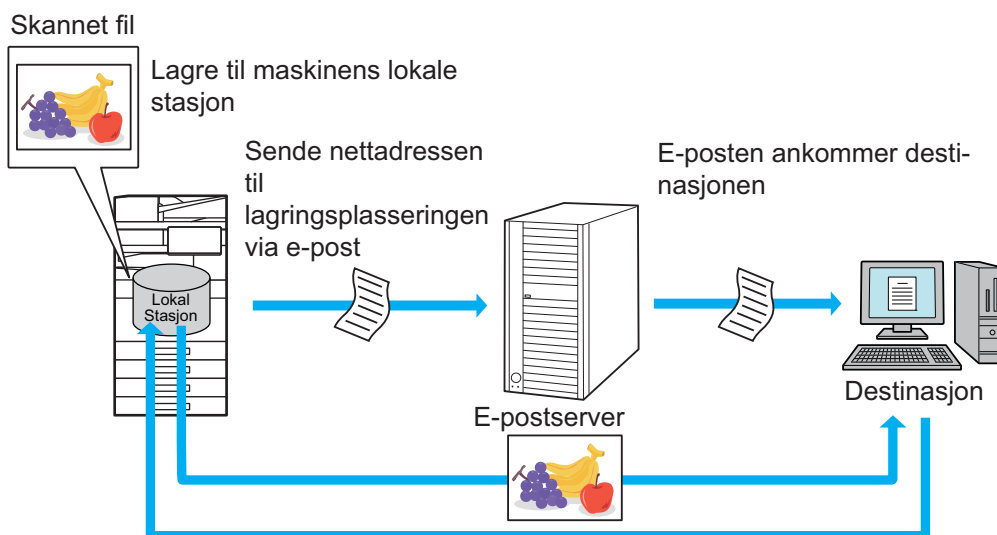 Skannet fil
Lagre til maskinens lokale
stasjon
Sende nettadressen
til
lagringsplasseringen
via e-post
E-posten ankommer desti-
nasjonen
Lokal
Stasjon
E-postserver
Destinasjon